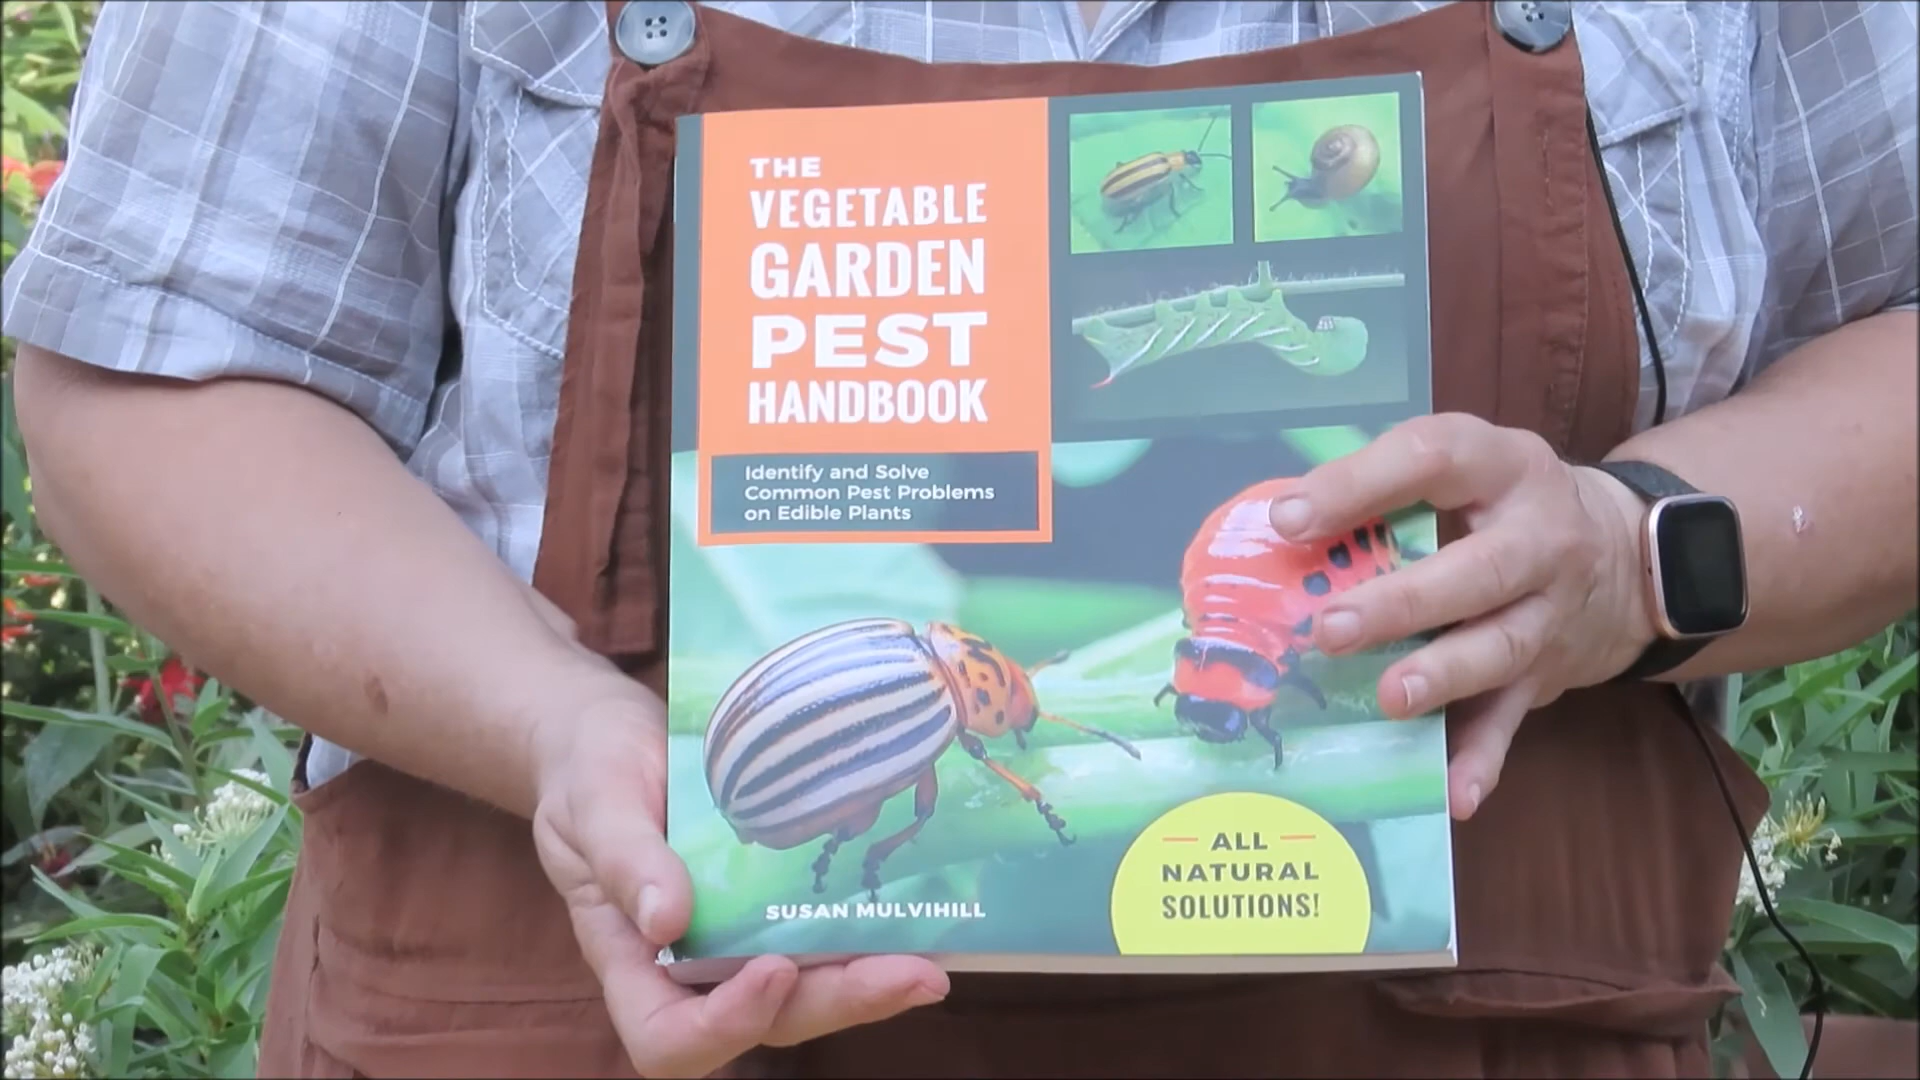 THE
VEGETABLE
GARDEN
PEST
HANDBOOK
Identify and Solve
Common Pest Problems
on Edible Plants
SUSAN MULVIHILL
ALL
NATURAL
SOLUTIONS!